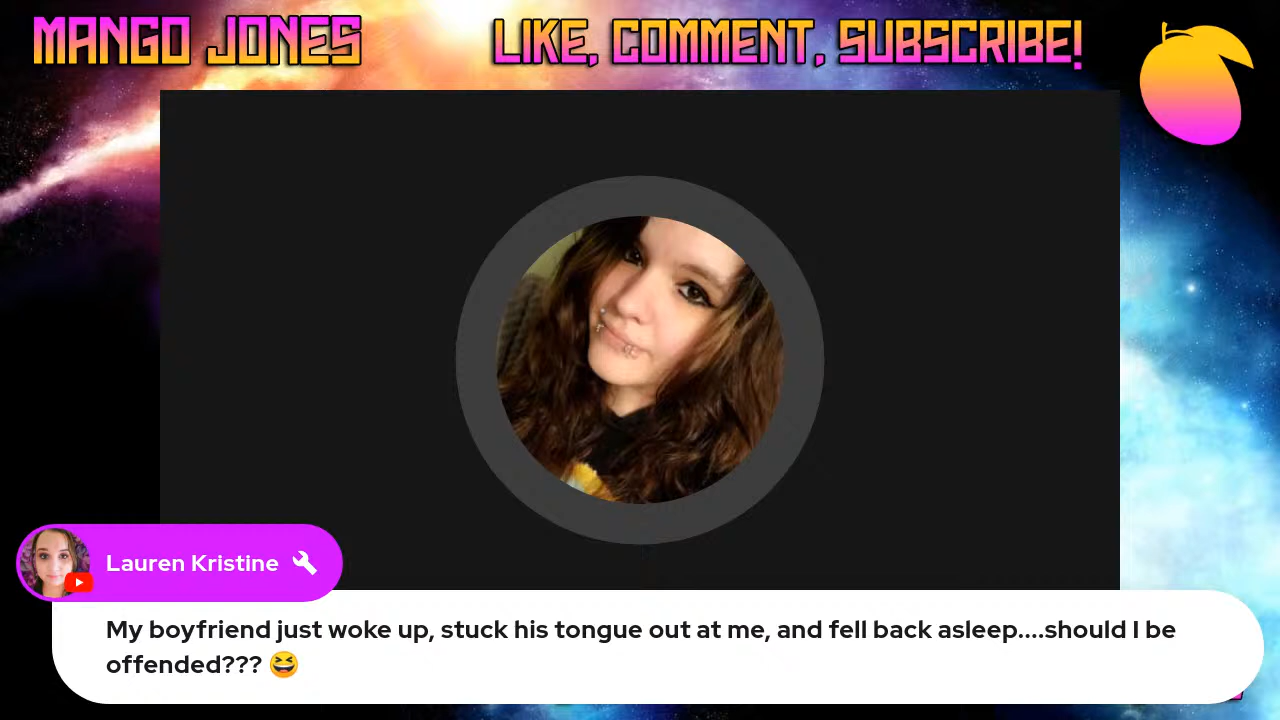 MANGO JONES
LIKE, COMMENT, SUBSCRIBE!
Lauren Kristine
My boyfriend just woke up, stuck his tongue out at me, and fell back asleep....should I be
offended??? 😆